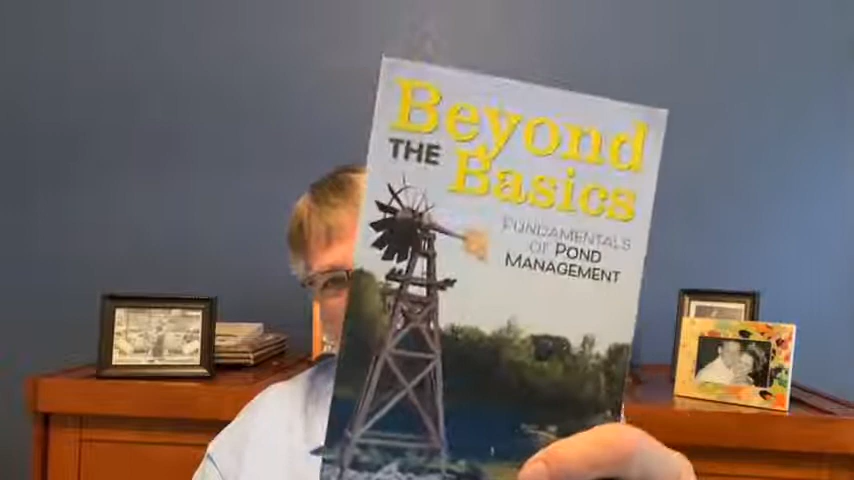 Beyond
THE Basics
FUNDAMENTALS
OF POND
MANAGEMENT